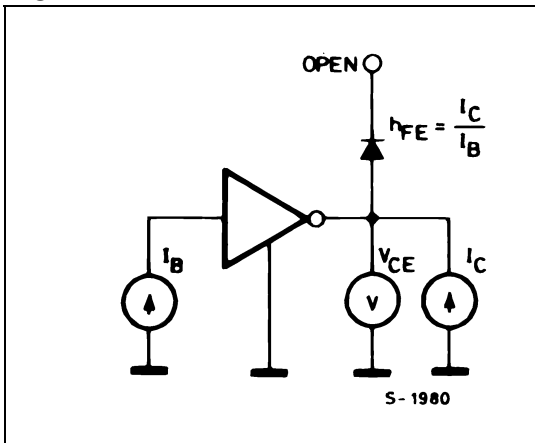 OPEN
hFE = IC
IB
IB
VCE
IC
V
S-1980